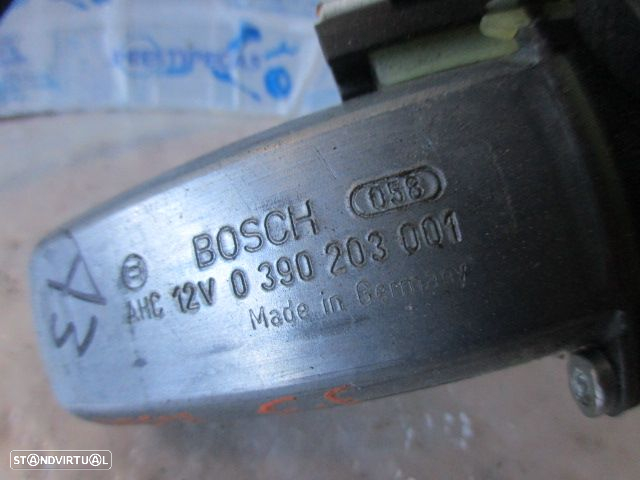 058
BOSCH
AHC 12V 0 390 203 001
Made in Germany
STANDVIRTUAL